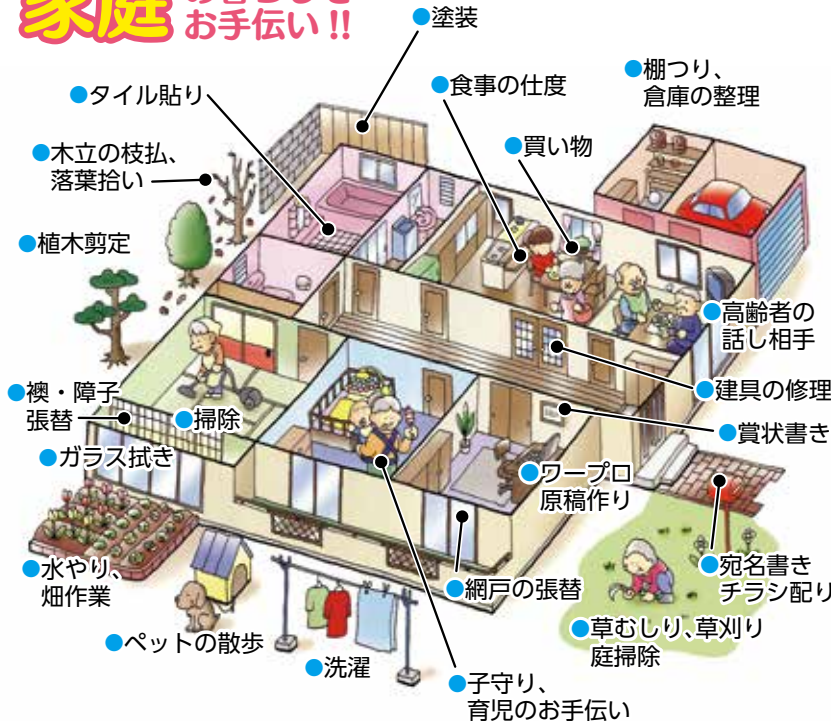 家庭
の暮らしを
お手伝い!!
●塗装
●食事の仕度
●棚つり、
倉庫の整理
●タイル貼り
●買い物
●木立の枝払、
落葉拾い
●植木剪定
●高齢者の
話し相手
●建具の修理
●襖・障子
張替
●掃除
●賞状書き
●ガラス拭き
●ワープロ
原稿作り
●水やり、
畑作業
●網戸の張替
●宛名書き
チラシ配り
●ペットの散歩
●洗濯
●草むしり、草刈り
庭掃除
●子守り、
育児のお手伝い